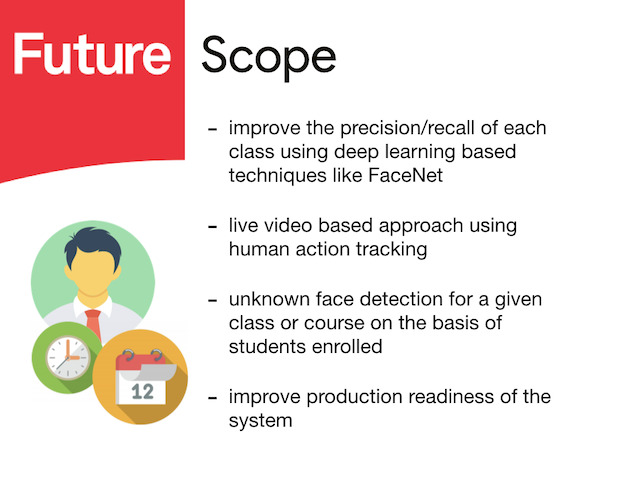 Future Scope
- improve the precision/recall of each
class using deep learning based
techniques like FaceNet
- live video based approach using
human action tracking
- unknown face detection for a given
class or course on the basis of
students enrolled
- improve production readiness of the
system
12